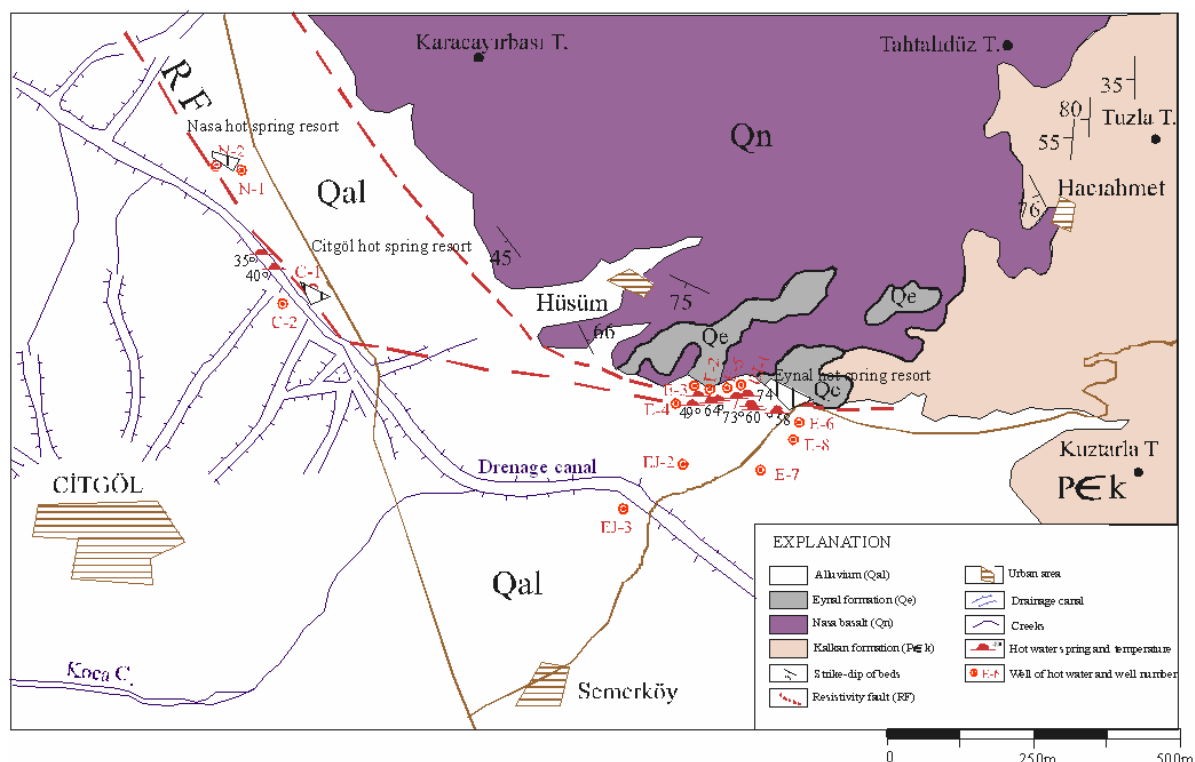 Karacayırbası T.
Tahtalıdüz T.
RF
35
80
Tuzla T.
55
Nasa hot spring resort
Qn
N-2
N-1
Qal
Hacıahmet
76
Citgöl hot spring resort
45
35°
40°
C-1
C-2
Hüsüm
75
66
Qe
Qe
Eynal hot spring resort
74
Qc
E-3
E-4
49°
64°
73°
60
58
E-6
E-8
E-7
EJ-2
EJ-3
Kuztarla T
P∈k
Drenage canal
CİTGÖL
Qal
Koca C.
Semerköy
EXPLANATION
Alluvium (Qal)
Eynal formation (Qe)
Nasa basalt (Qn)
Kalkan formation (P∈k)
Strike-dip of beds
Resistivity fault (RF)
Urban area
Drainage canal
Creeks
Hot water spring and temperature
E-6
Well of hot water and well number
0
250m
500m